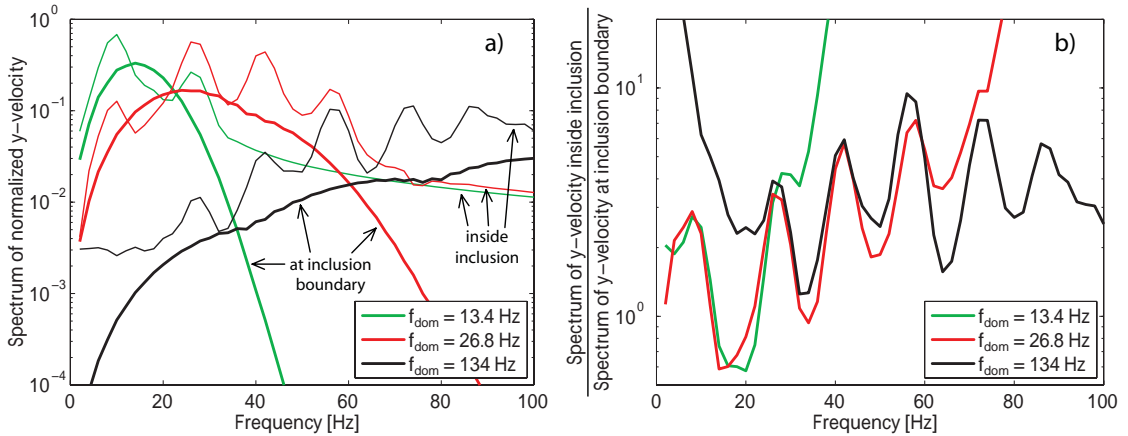 a)
Spectrum of normalized y−velocity
10^0
10^−1
10^−2
10^−3
10^−4
at inclusion
boundary
inside
inclusion
f_dom = 13.4 Hz
f_dom = 26.8 Hz
f_dom = 134 Hz
0 20 40 60 80 100
Frequency [Hz]
b)
Spectrum of y−velocity inside inclusion
Spectrum of y−velocity at inclusion boundary
10^1
10^0
f_dom = 13.4 Hz
f_dom = 26.8 Hz
f_dom = 134 Hz
0 20 40 60 80 100
Frequency [Hz]